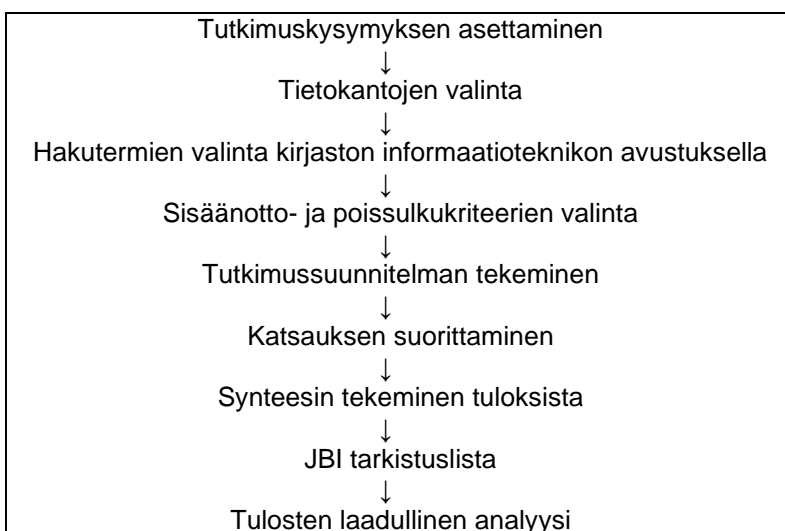 Tutkimuskysymyksen asettaminen
↓
Tietokantojen valinta
↓
Hakutermien valinta kirjaston informaatioteknikon avustuksella
↓
Sisäänotto- ja poissulkukriteerien valinta
↓
Tutkimussuunnitelman tekeminen
↓
Katsauksen suorittaminen
↓
Synteesin tekeminen tuloksista
↓
JBI tarkistuslista
↓
Tulosten laadullinen analyysi